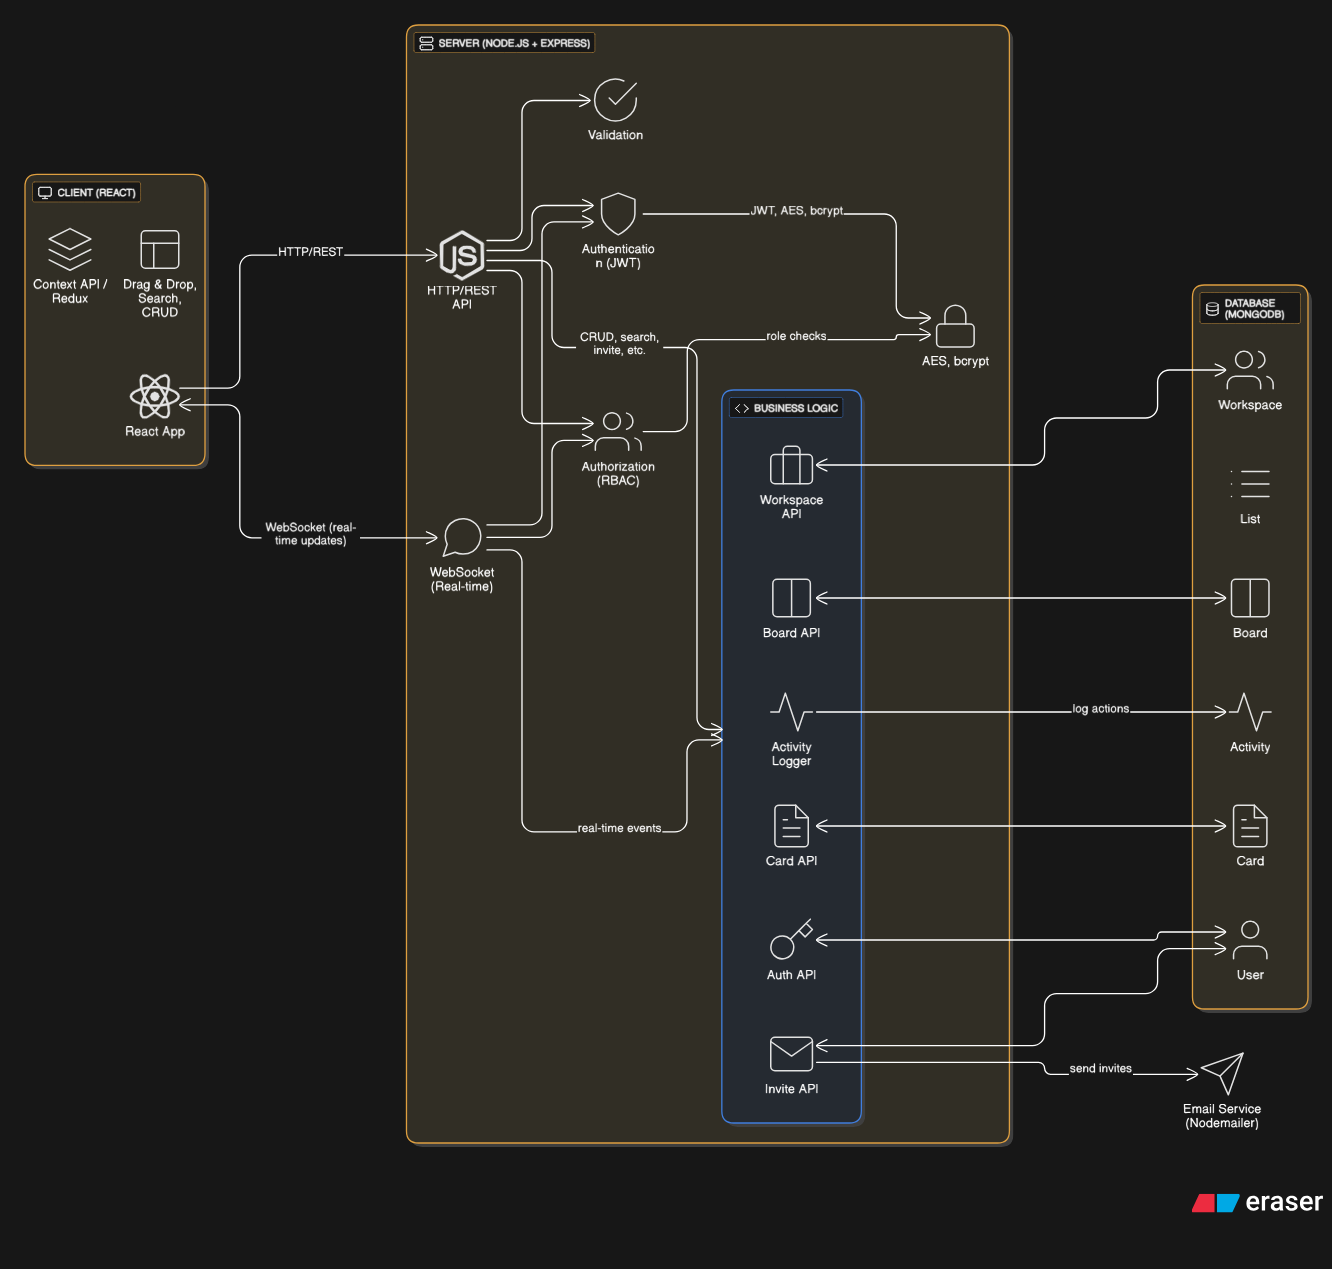 SERVER (NODE.JS + EXPRESS)
Validation
CLIENT (REACT)
Context API /
Redux
Drag & Drop,
Search,
CRUD
React App
HTTP/REST
HTTP/REST
API
Authenticatio
n (JWT)
JWT, AES, bcrypt
CRUD, search,
invite, etc.
role checks
AES, bcrypt
Authorization
(RBAC)
WebSocket (real-
time updates)
WebSocket
(Real-time)
real-time events
BUSINESS LOGIC
Workspace
API
Board API
Activity
Logger
Card API
Auth API
Invite API
log actions
send invites
DATABASE
(MONGODB)
Workspace
List
Board
Activity
Card
User
Email Service
(Nodemailer)
eraser